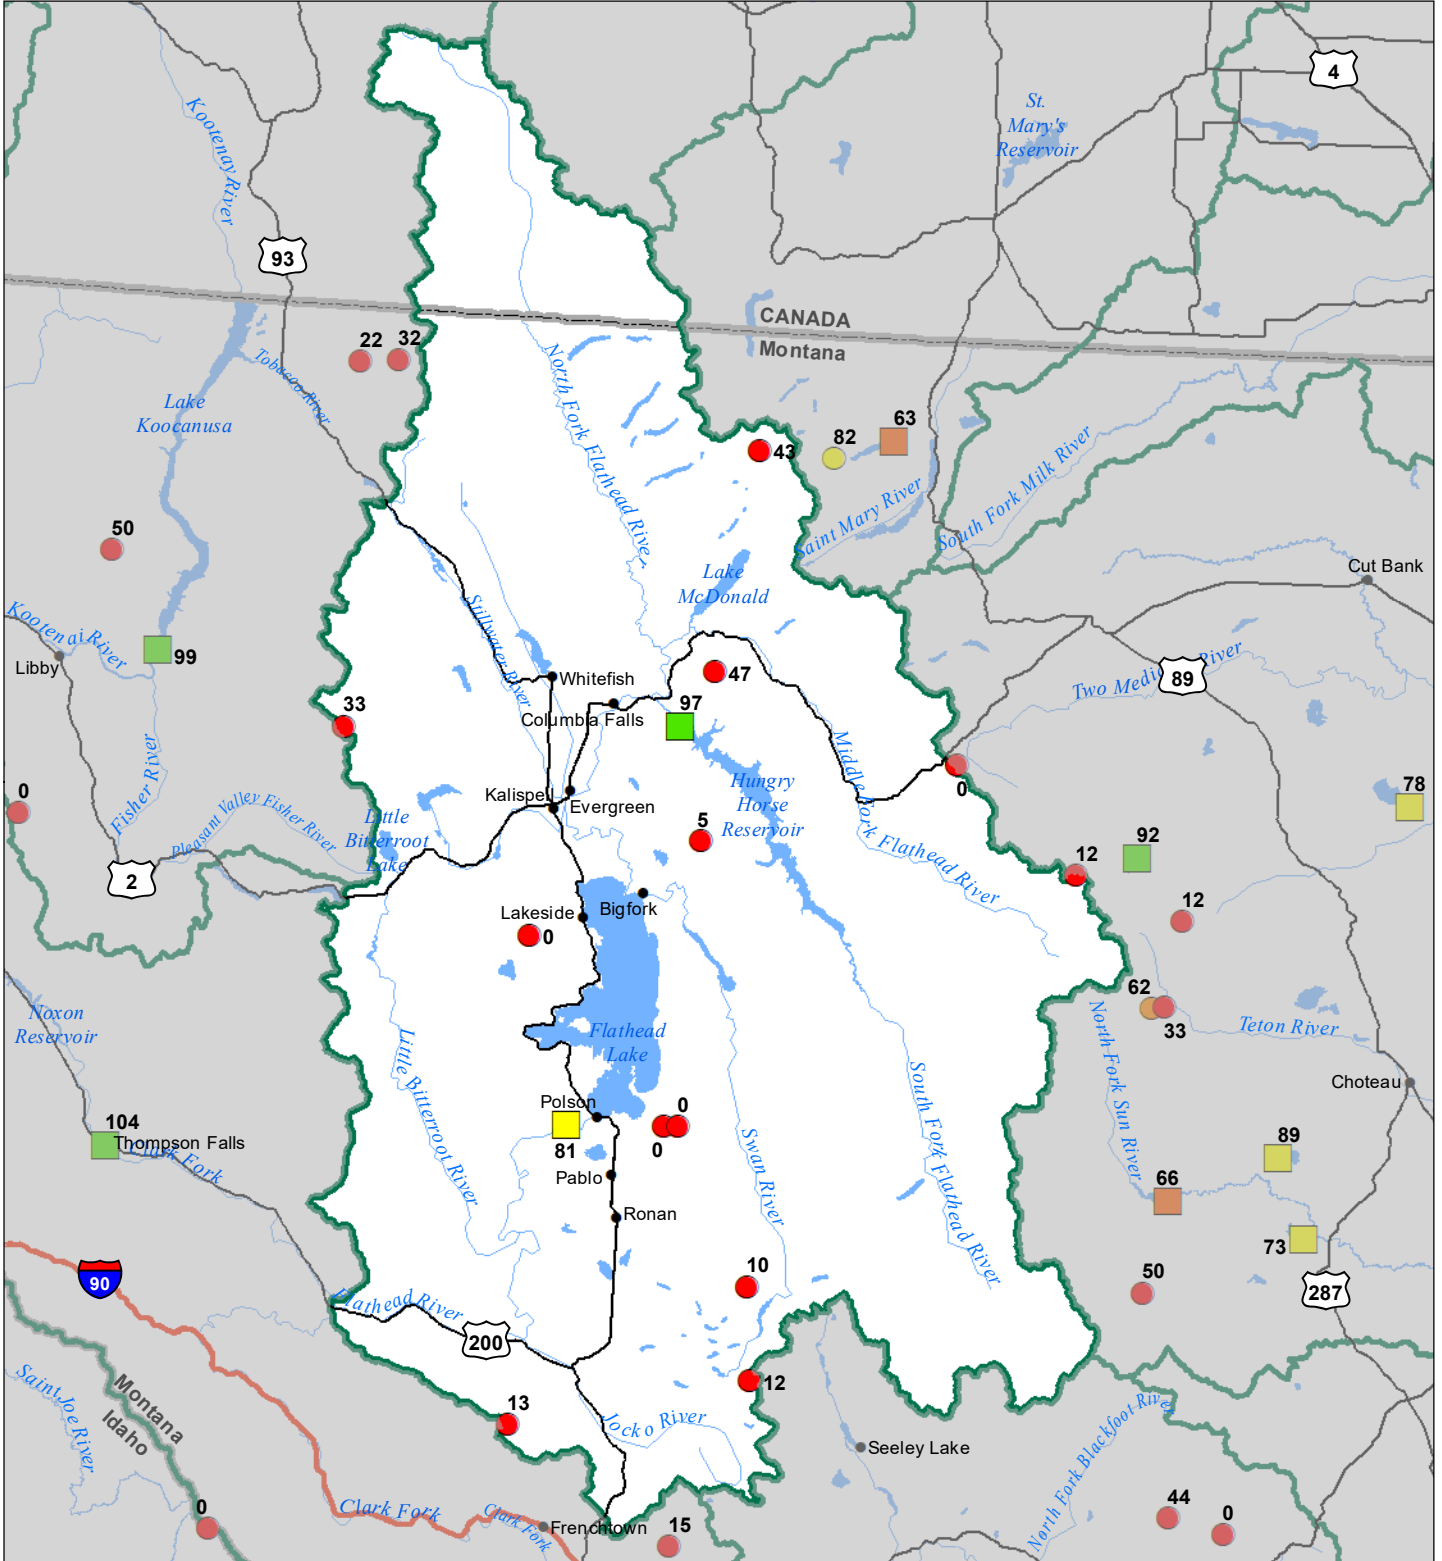 4
St.
Mary's
Reservoir
Kootenay River
93
CANADA
Montana
22
32
Tobacco River
North Fork Flathead River
Lake
Koocanusa
43
82
63
Saint Mary River
South Fork Milk River
50
Cut Bank
Lake
McDonald
Stillwater River
Kootenai River
Libby
99
Whitefish
47
Two Medicine River
89
33
Columbia Falls
97
Middle Fork Flathead River
0
Fisher River
Pleasant Valley Fisher River
Hungry
Horse
Reservoir
0
78
Kalispell
Evergreen
Little
Bitterroot
Lake
5
92
12
2
12
Lakeside
Bigfork
0
62
33
Noxon
Reservoir
Flathead
Lake
Little Bitterroot River
North Fork Sun River
Teton River
South Fork Flathead River
Choteau
104
Thompson Falls
Clark Fork
Polson
81
0
0
Swan River
89
Pablo
66
Ronan
73
90
10
50
287
Flathead River
200
12
Montana
Idaho
Saint Joe River
13
Jocko River
Seeley Lake
North Fork Blackfoot River
0
Clark Fork
Clark Fork
Frenchtown
15
44
0